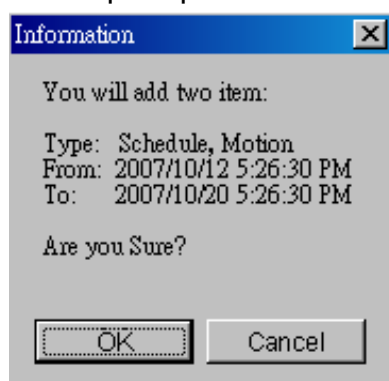 Information
You will add two item:
Type: Schedule, Motion
From: 2007/10/12 5:26:30 PM
To: 2007/10/20 5:26:30 PM
Are you Sure?
OK Cancel